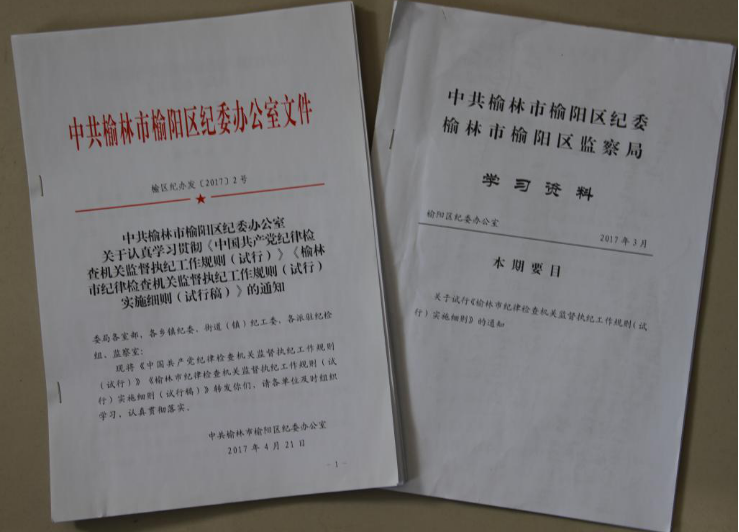 中共榆林市榆阳区纪委办公室文件
榆区纪办发〔2017〕2号
中共榆林市榆阳区纪委办公室
关于认真学习贯彻《中国共产党纪律检
查机关监督执纪工作规则（试行）》《榆林
市纪律检查机关监督执纪工作规则（试行）
实施细则（试行稿）》的通知
委局各室部，各乡镇纪委、街道（镇）纪工委、各派驻纪检
组、监察室：
现将《中国共产党纪律检查机关监督执纪工作规则
（试行）》《榆林市纪律检查机关监督执纪工作规则（试
行）实施细则（试行稿）》转发你们，请各单位及时组织
学习，认真贯彻落实。
中共榆林市榆阳区纪委办公室
2017年4月21日
-1-
中共榆林市榆阳区纪委
榆林市榆阳区监察局
学习资料
榆阳区纪委办公室 2017年3月
本期要目
关于试行《榆林市纪律检查机关监督执纪工作规则（试
行）实施细则》的通知